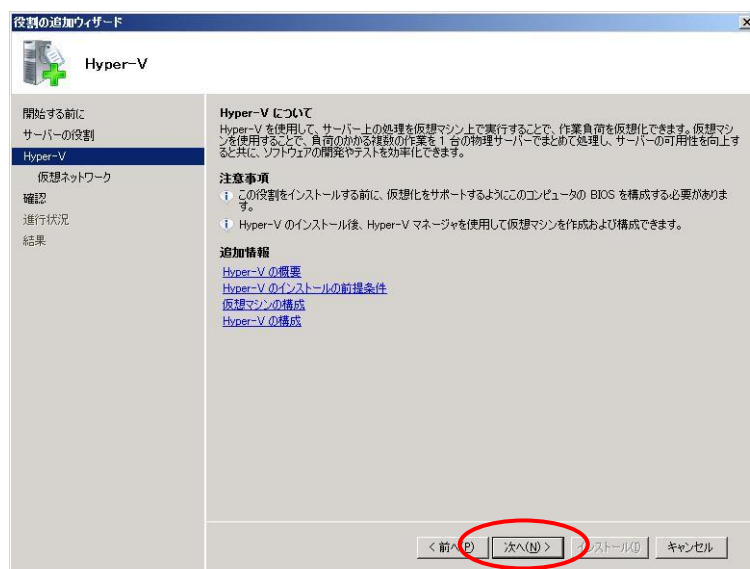 役割の追加ウィザード
Hyper-V
開始する前に
サーバーの役割
Hyper-V
仮想ネットワーク
確認
進行状況
結果
Hyper-V について
Hyper-V を使用して、サーバー上の処理を仮想マシン上で実行することで、作業負荷を仮想化できます。仮想マシ
ンを使用することで、負荷のかかる複数の作業を 1 台の物理サーバーでまとめて処理し、サーバーの可用性を向上す
ると共に、ソフトウェアの開発やテストを効率化できます。
注意事項
この役割をインストールする前に、仮想化をサポートするようにこのコンピュータの BIOS を構成する必要がありま
す。
Hyper-V のインストール後、Hyper-V マネージャを使用して仮想マシンを作成および構成できます。
追加情報
Hyper-V の概要
Hyper-V のインストールの前提条件
仮想マシンの構成
Hyper-V の構成
< 前へ(P) 次へ(N) > インストール(I) キャンセル